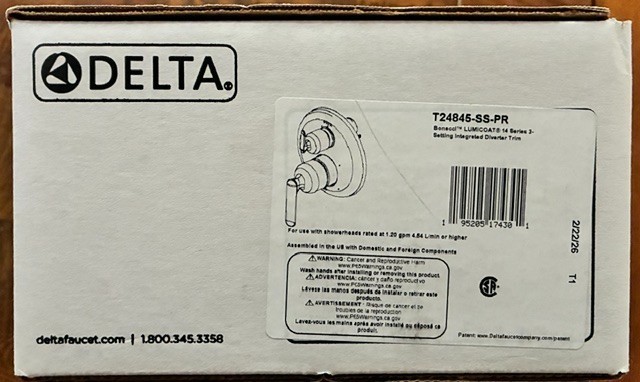 DELTA®
T24845-SS-PR
Bonacci™ LUMICOAT® 14 Series 3-
Setting Integrated Diverter Trim
1 95205 17430 1
For use with showerheads rated at 1.20 gpm 4.54 L/min or higher
Assembled in the US with Domestic and Foreign Components
⚠WARNING: Cancer and Reproductive Harm
www.P65Warnings.ca.gov
Wash hands after installing or removing this product.
⚠ADVERTENCIA: cáncer y daño reproductivo
www.P65Warnings.ca.gov
Lávese las manos después de instalar o retirar este
producto.
⚠AVERTISSEMENT : Risque de cancer et de
troubles de la reproduction
www.P65Warnings.ca.gov
Lavez-vous les mains après avoir installé ou déposé ce
produit.
2/22/26 T1
Patent: www.Deltafaucetcompany.com/patent
deltafaucet.com | 1.800.345.3358